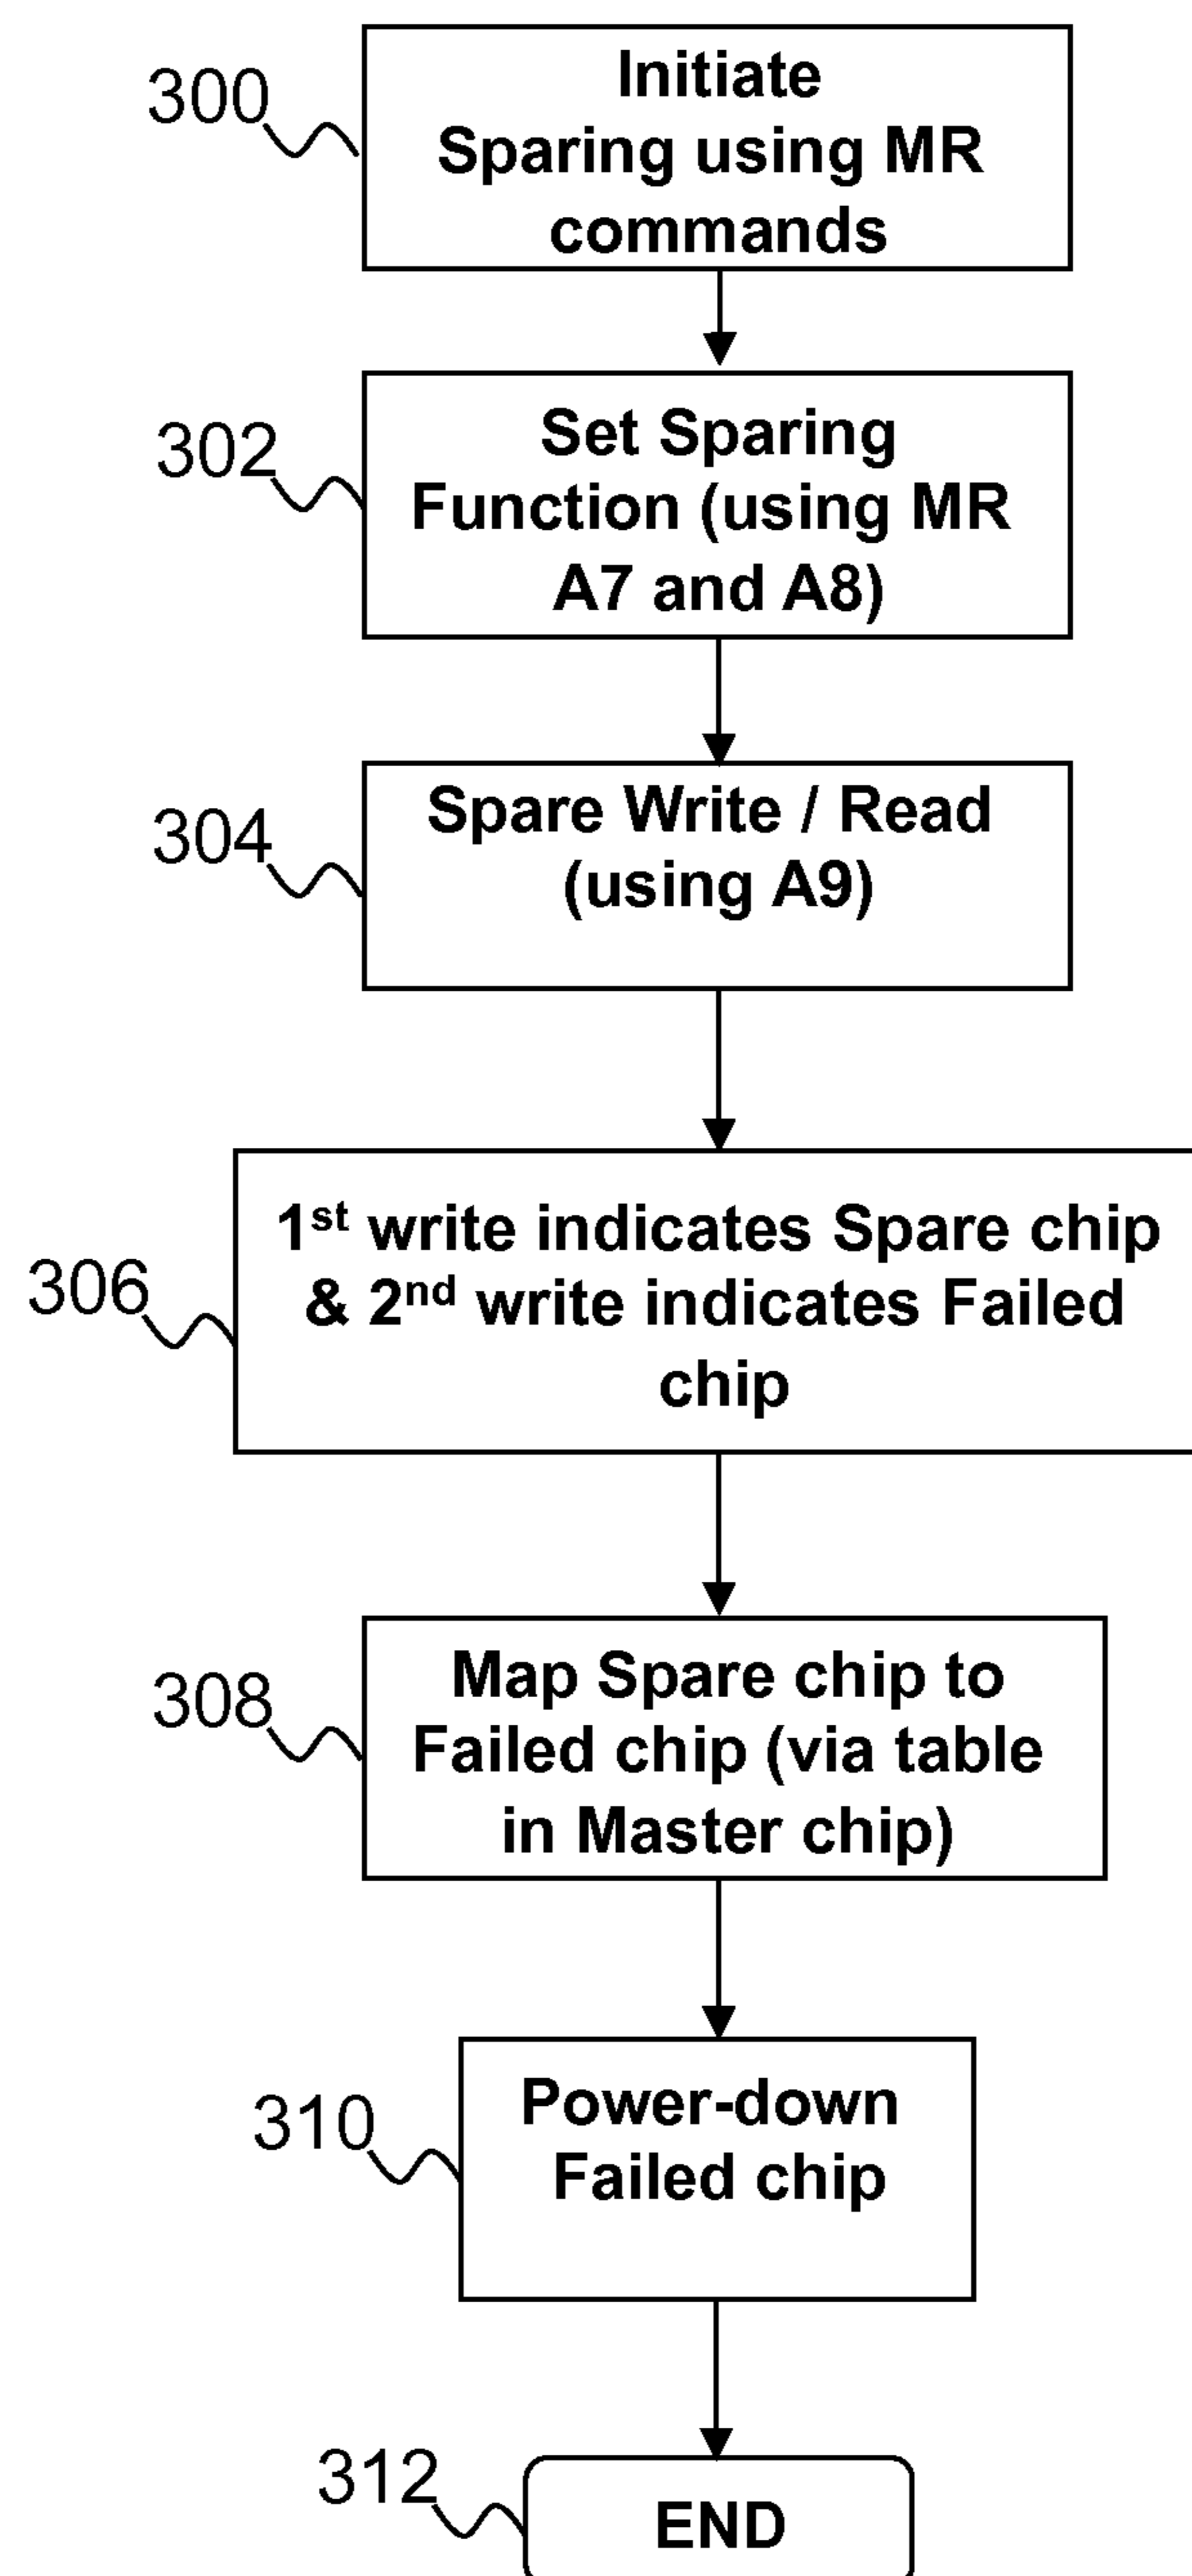 300
Initiate
Sparing using MR
commands
302
Set Sparing
Function (using MR
A7 and A8)
304
Spare Write / Read
(using A9)
306
1st write indicates Spare chip
& 2nd write indicates Failed
chip
308
Map Spare chip to
Failed chip (via table
in Master chip)
310
Power-down
Failed chip
312
END